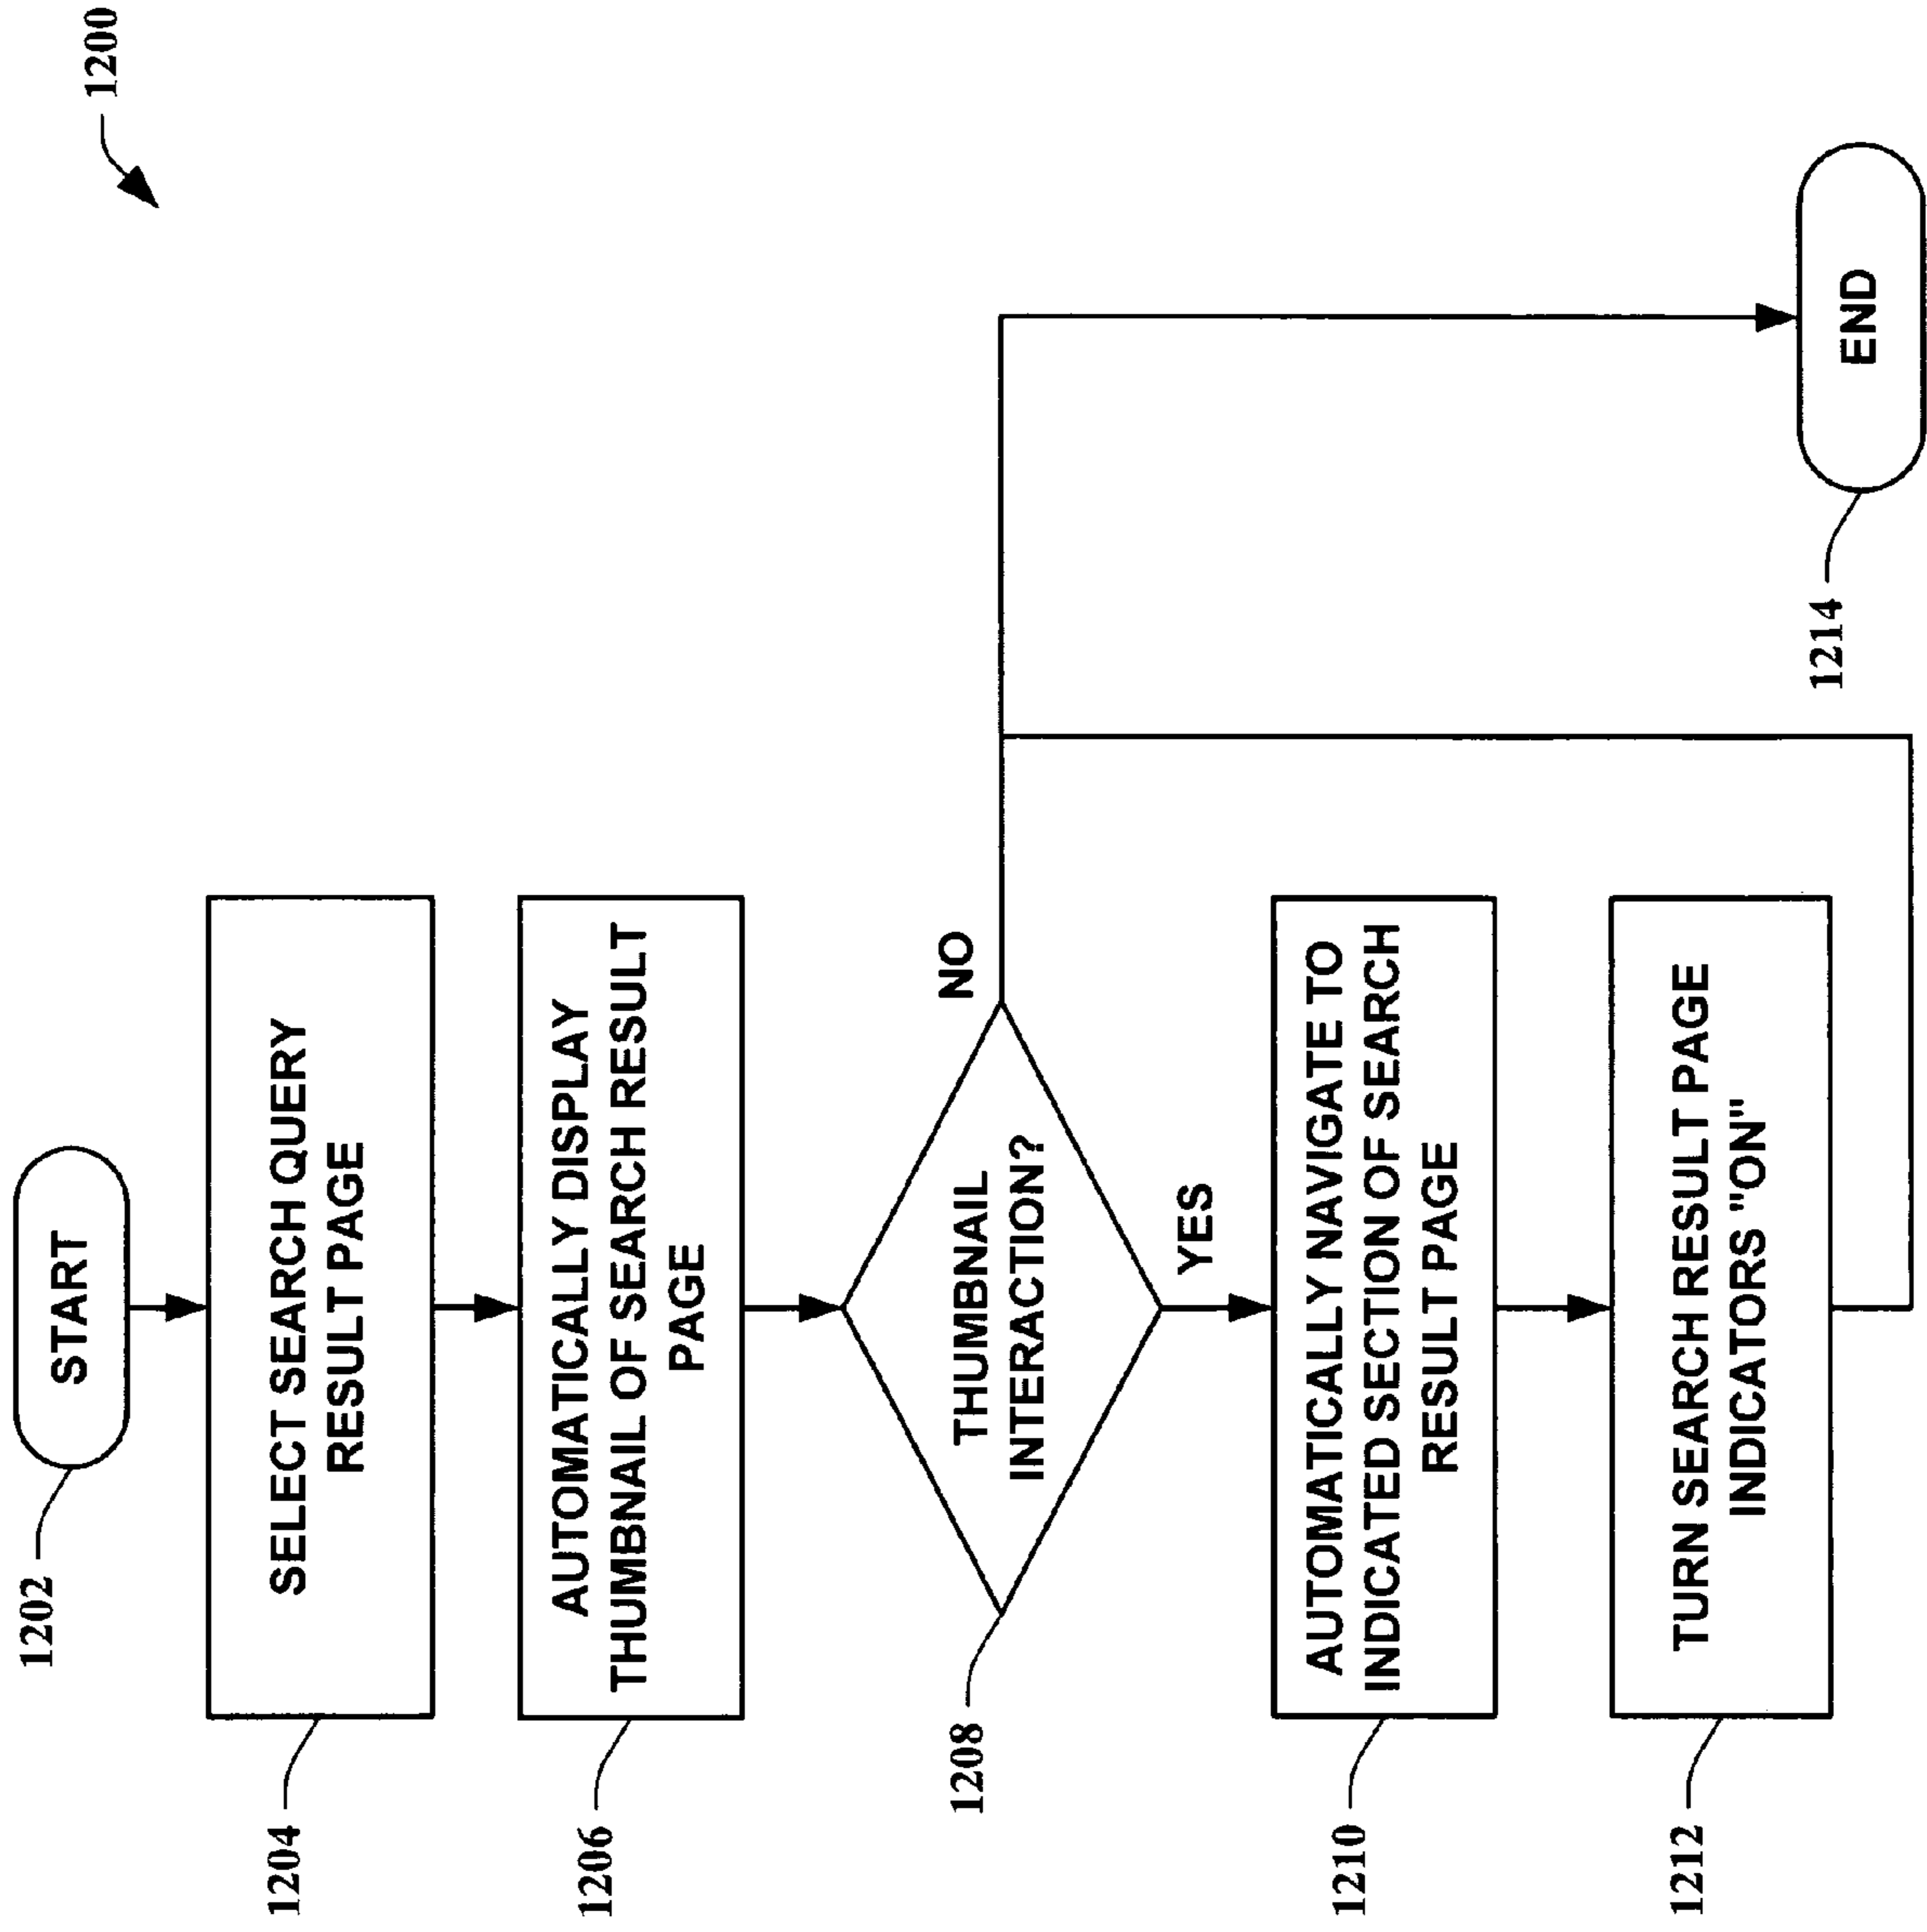 1200
1202
START
1204
SELECT SEARCH QUERY
RESULT PAGE
1206
AUTOMATICALLY DISPLAY
THUMBNAIL OF SEARCH RESULT
PAGE
1208
THUMBNAIL
INTERACTION?
NO
YES
1210
AUTOMATICALLY NAVIGATE TO
INDICATED SECTION OF SEARCH
RESULT PAGE
1212
TURN SEARCH RESULT PAGE
INDICATORS "ON"
1214
END